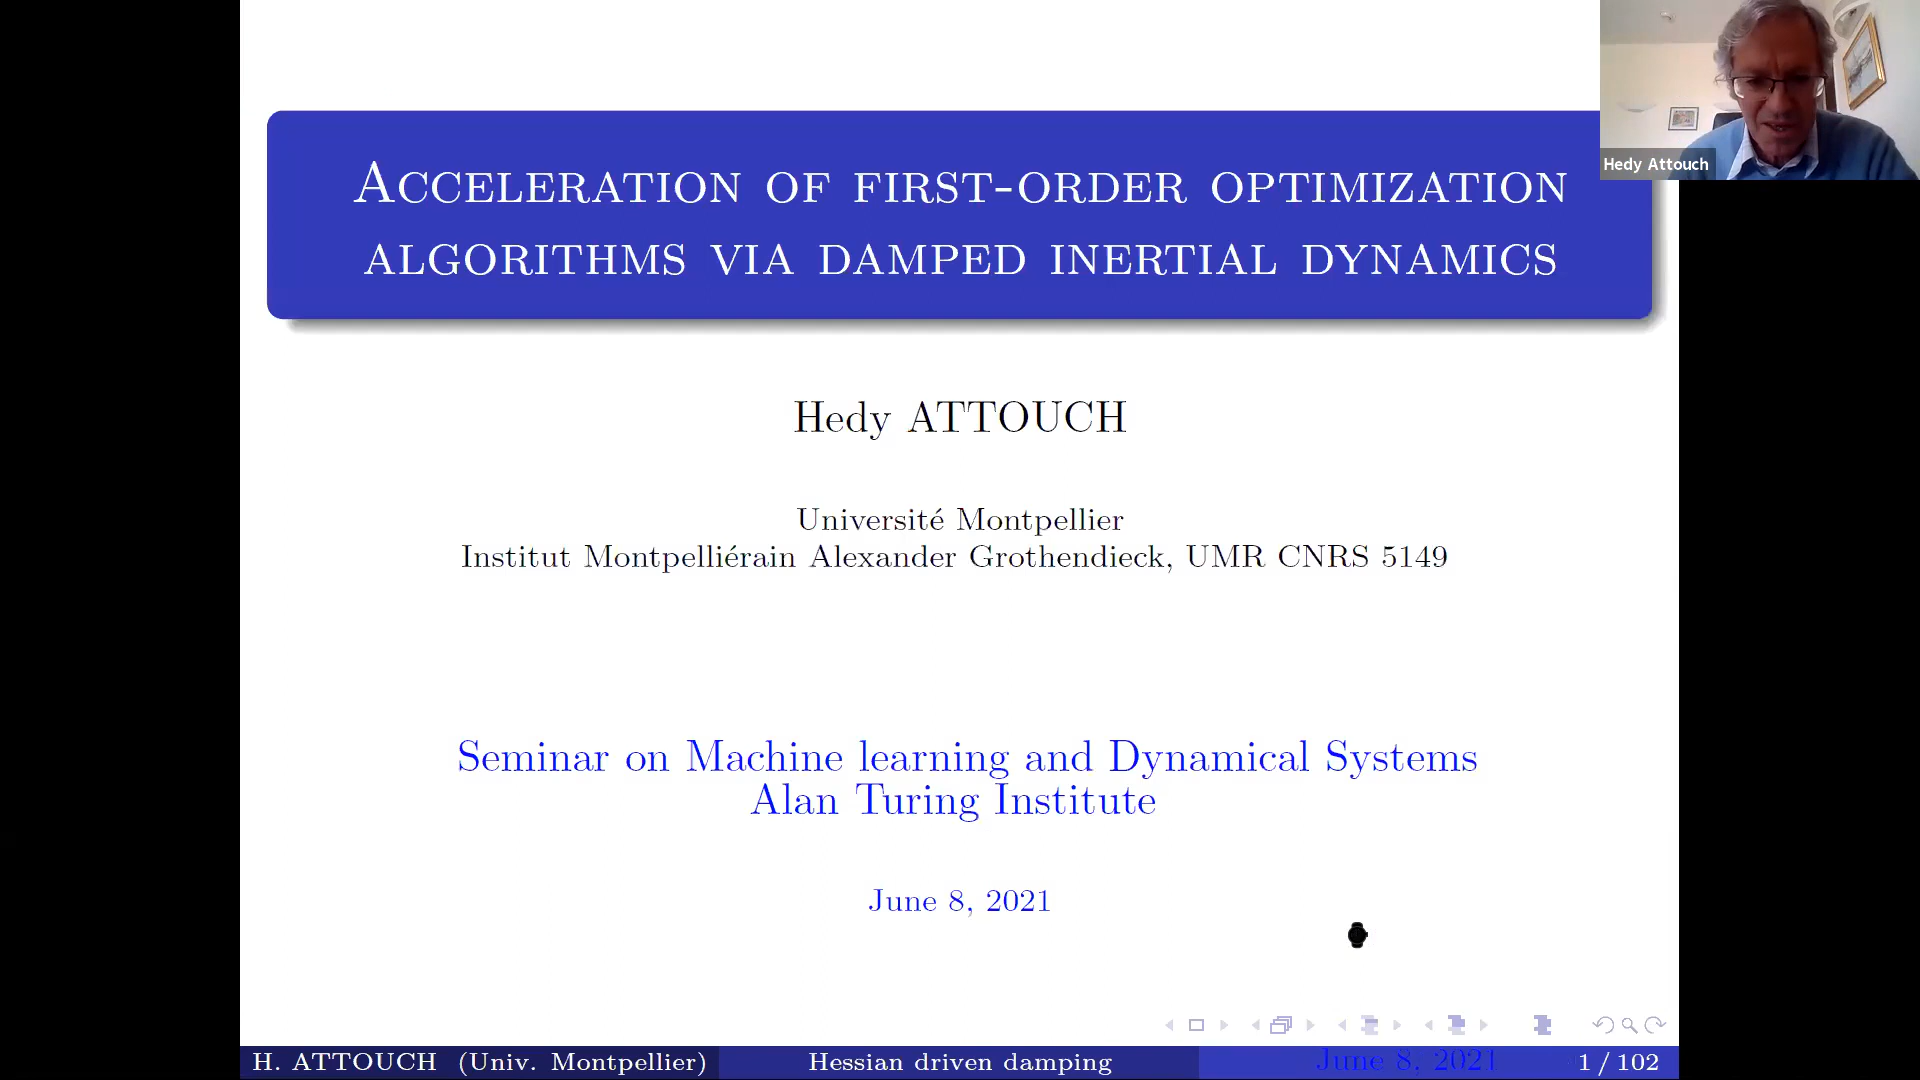 ACCELERATION OF FIRST-ORDER OPTIMIZATION
ALGORITHMS VIA DAMPED INERTIAL DYNAMICS
Hedy Attouch
Hedy ATTOUCH
Université Montpellier
Institut Montpelliérain Alexander Grothendieck, UMR CNRS 5149
Seminar on Machine learning and Dynamical Systems
Alan Turing Institute
June 8, 2021
H. ATTOUCH (Univ. Montpellier)
Hessian driven damping
June 8, 2021
1 / 102